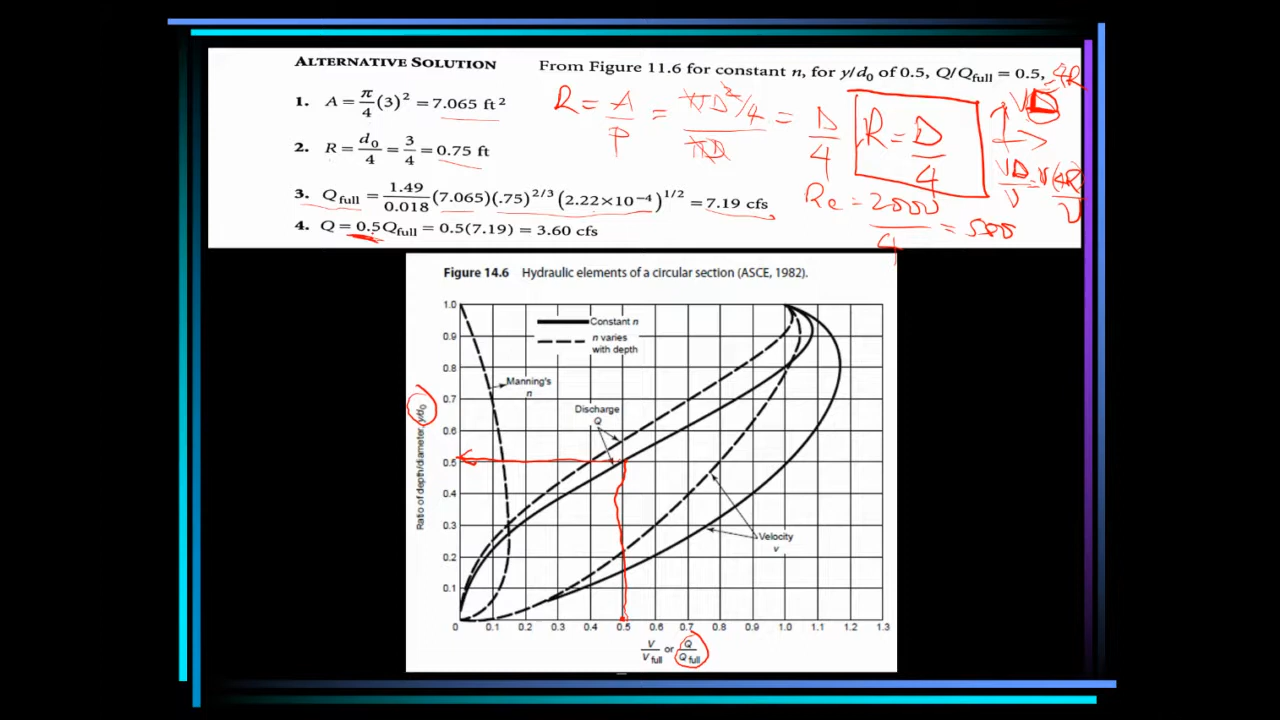 ALTERNATIVE SOLUTION From Figure 11.6 for constant n, for y/d₀ of 0.5, Q/Qfull = 0.5,
1. A = π/4 (3)² = 7.065 ft²
R = A/P = πD²/4 / πD = D/4
R = D/4
VD = 4R
VD/ν = V(4R)/ν
2. R = d₀/4 = 3/4 = 0.75 ft
3. Qfull = 1.49/0.018 (7.065)(.75)^2/3 (2.22×10⁻⁴)^1/2 = 7.19 cfs
Re = 2000/4 = 500
4. Q = 0.5Qfull = 0.5(7.19) = 3.60 cfs
Figure 14.6 Hydraulic elements of a circular section (ASCE, 1982).
Constant n
n varies
with depth
Manning's
n
Discharge
Q
Velocity
v
Ratio of depth/diameter, y/d₀
1.0
0.9
0.8
0.7
0.6
0.5
0.4
0.3
0.2
0.1
0 0.1 0.2 0.3 0.4 0.5 0.6 0.7 0.8 0.9 1.0 1.1 1.2 1.3
V/Vfull or Q/Qfull